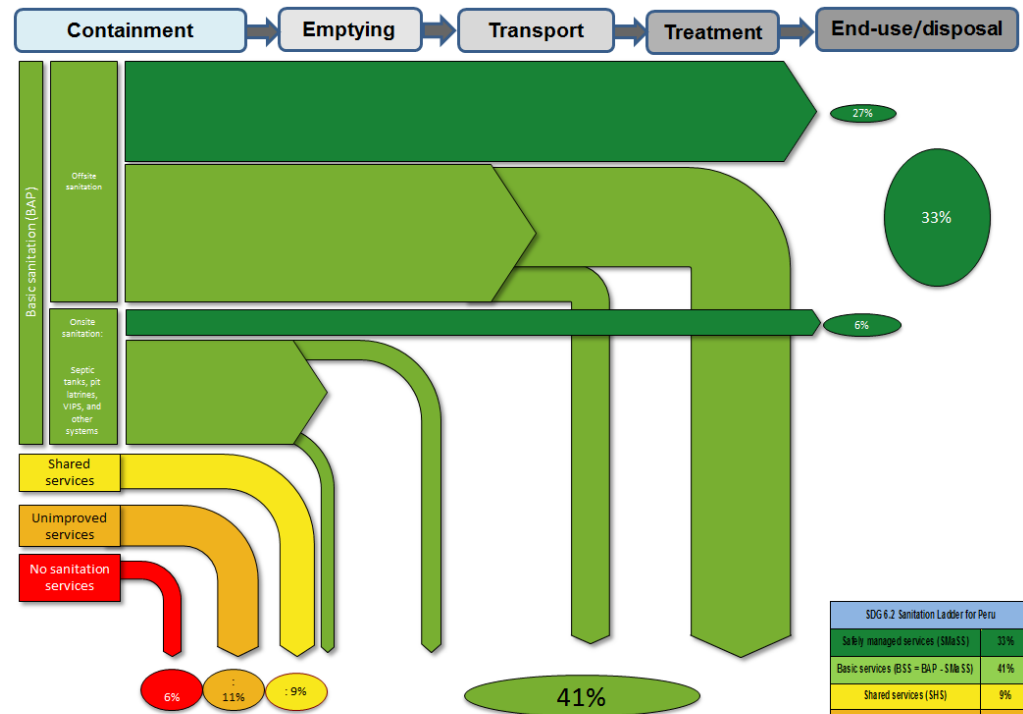 Containment
Emptying
Transport
Treatment
End-use/disposal
Basic sanitation (BAP)
Offsite
sanitation
27%
33%
Onsite
sanitation:
Septic
tanks, pit
latrines,
VIPS, and
other
systems
6%
Shared
services
Unimproved
services
No sanitation
services
6%
:
11%
: 9%
41%
SDG 6.2 Sanitation Ladder for Peru
Safely managed services (SMaSS) 33%
Basic services (BSS = BAP - SMaSS) 41%
Shared services (SHS) 9%